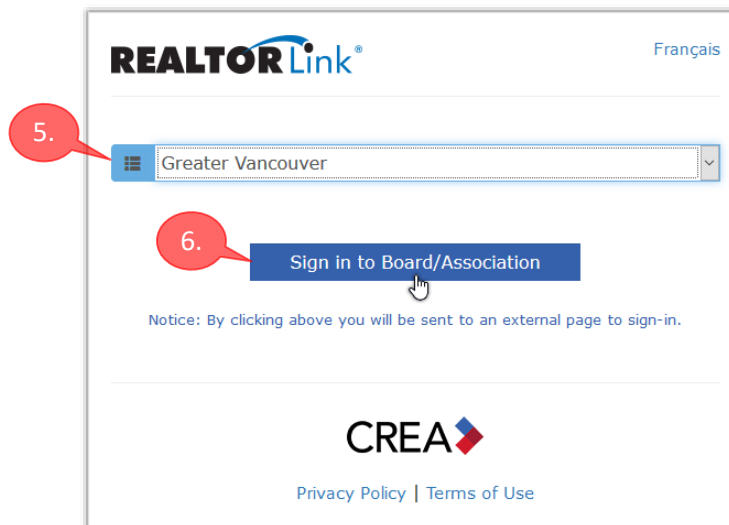 REALTOR Link®
Français
5.
Greater Vancouver
6.
Sign in to Board/Association
Notice: By clicking above you will be sent to an external page to sign-in.
CREA
Privacy Policy | Terms of Use